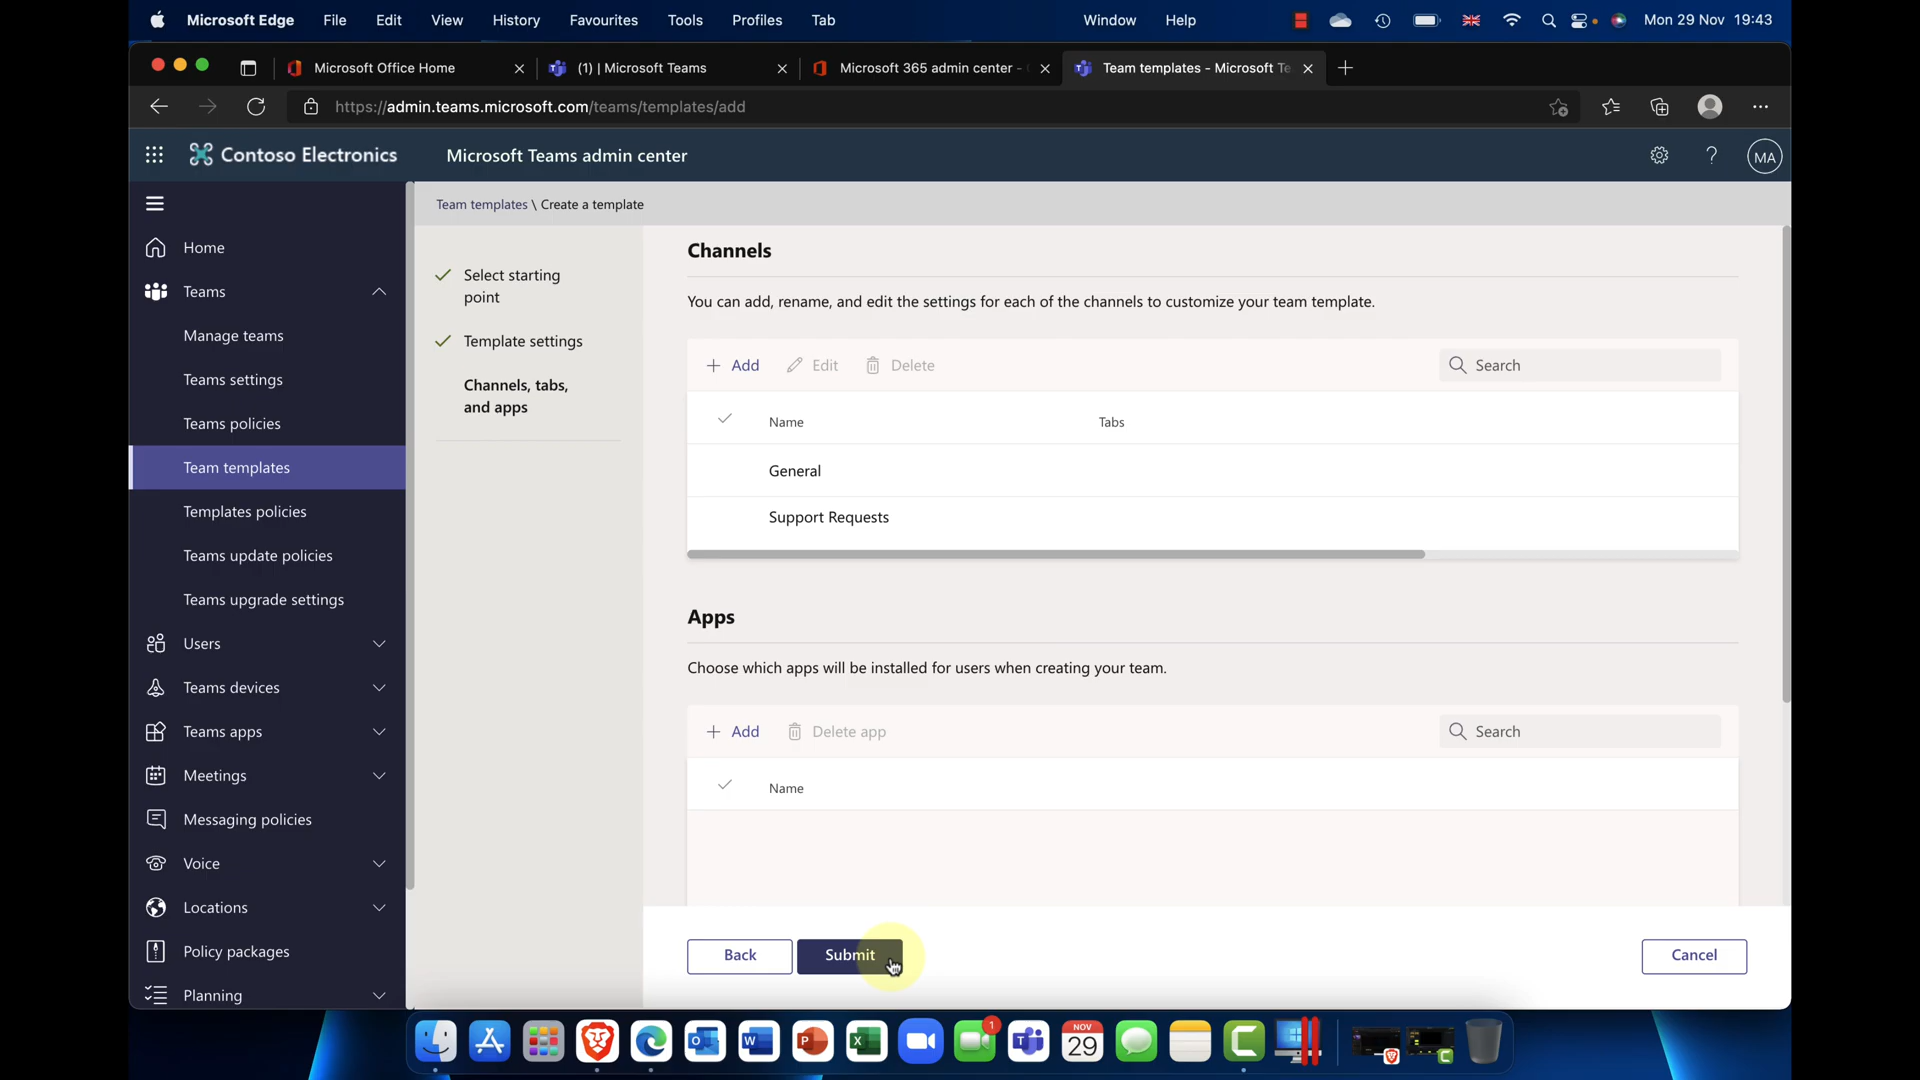 Microsoft Edge File Edit View History Favourites Tools Profiles Tab Window Help Mon 29 Nov 19:43
Microsoft Office Home
(1) | Microsoft Teams
Microsoft 365 admin center -
Team templates - Microsoft Te
https://admin.teams.microsoft.com/teams/templates/add
Contoso Electronics
Microsoft Teams admin center
? MA
Home
Teams
Manage teams
Teams settings
Teams policies
Team templates
Templates policies
Teams update policies
Teams upgrade settings
Users
Teams devices
Teams apps
Meetings
Messaging policies
Voice
Locations
Policy packages
Planning
Team templates \ Create a template
Select starting
point
Template settings
Channels, tabs,
and apps
Channels
You can add, rename, and edit the settings for each of the channels to customize your team template.
Add Edit Delete Search
Name Tabs
General
Support Requests
Apps
Choose which apps will be installed for users when creating your team.
Add Delete app Search
Name
Back Submit Cancel
1
NOV
29